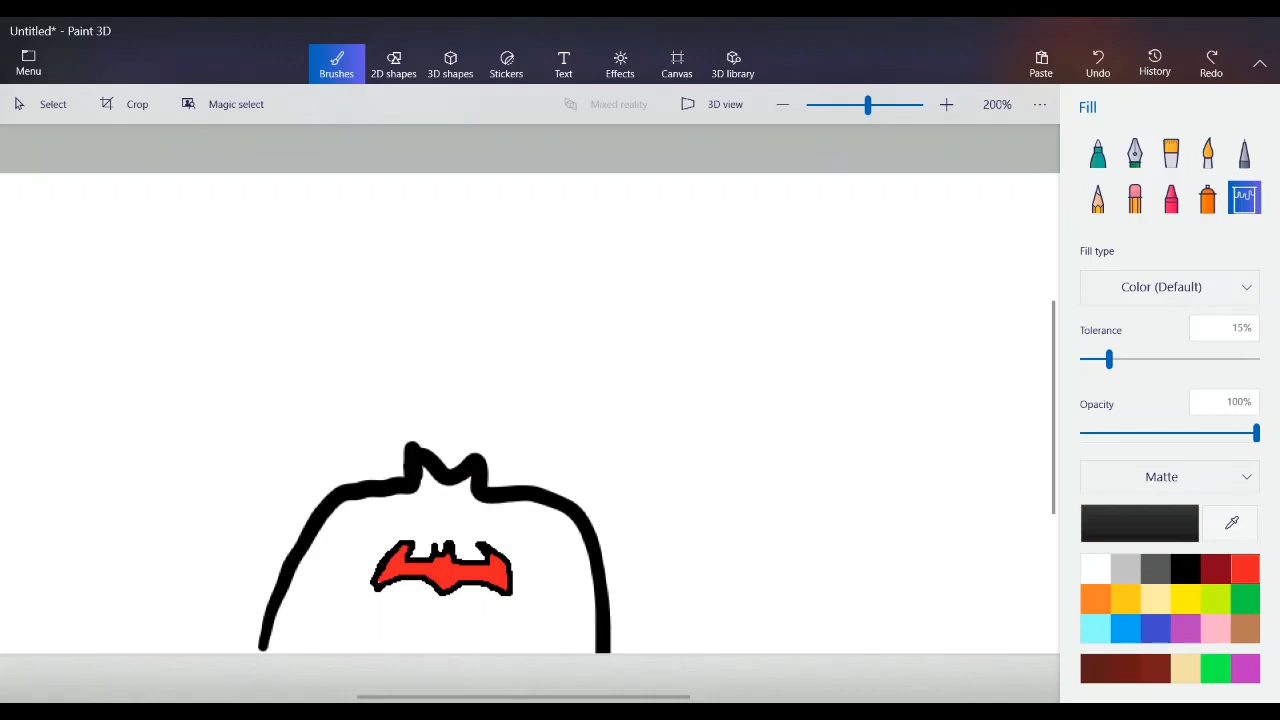 Untitled* - Paint 3D
Menu
Brushes
2D shapes
3D shapes
Stickers
Text
Effects
Canvas
3D library
Paste
Undo
History
Redo
Select
Crop
Magic select
Mixed reality
3D view
200%
Fill
Fill type
Color (Default)
Tolerance
15%
Opacity
100%
Matte